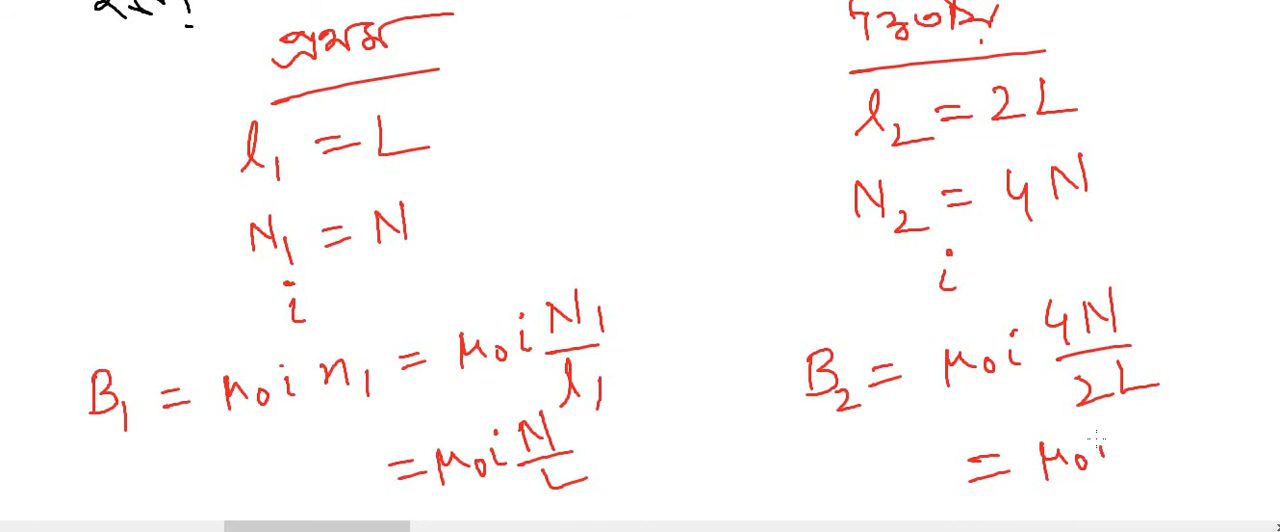 প্রথম
l₁ = L
N₁ = N
i
B₁ = μ₀ i n₁ = μ₀ i N₁/l₁
= μ₀ i N/L
l₂ = 2L
N₂ = 4N
i
B₂ = μ₀ i 4N/2L
= μ₀ i